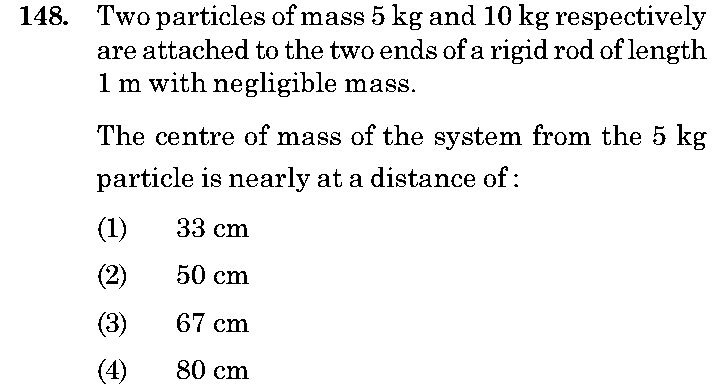 148. Two particles of mass 5 kg and 10 kg respectively
are attached to the two ends of a rigid rod of length
1 m with negligible mass.
The centre of mass of the system from the 5 kg
particle is nearly at a distance of :
(1) 33 cm
(2) 50 cm
(3) 67 cm
(4) 80 cm